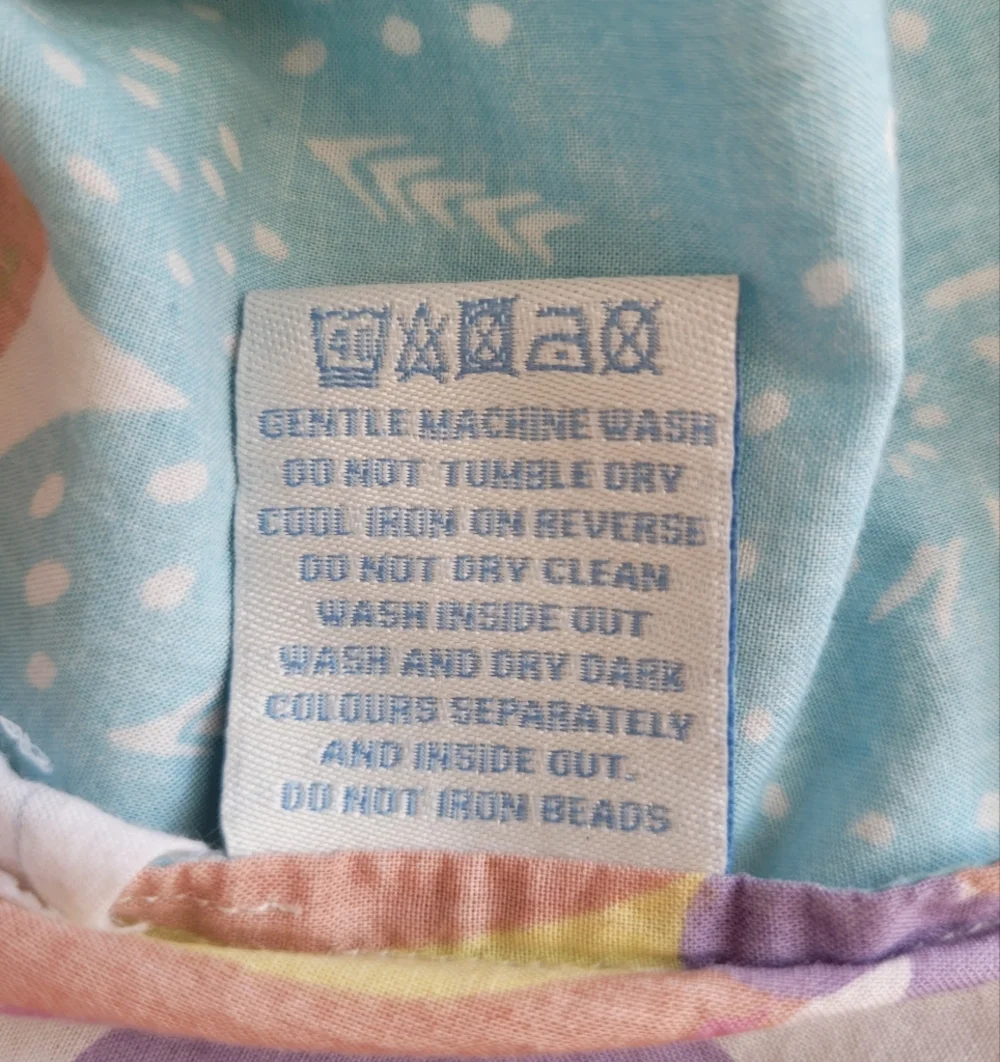 40
GENTLE MACHINE WASH
DO NOT TUMBLE DRY
COOL IRON ON REVERSE
DO NOT DRY CLEAN
WASH INSIDE OUT
WASH AND DRY DARK
COLOURS SEPARATELY
AND INSIDE OUT.
DO NOT IRON BEADS